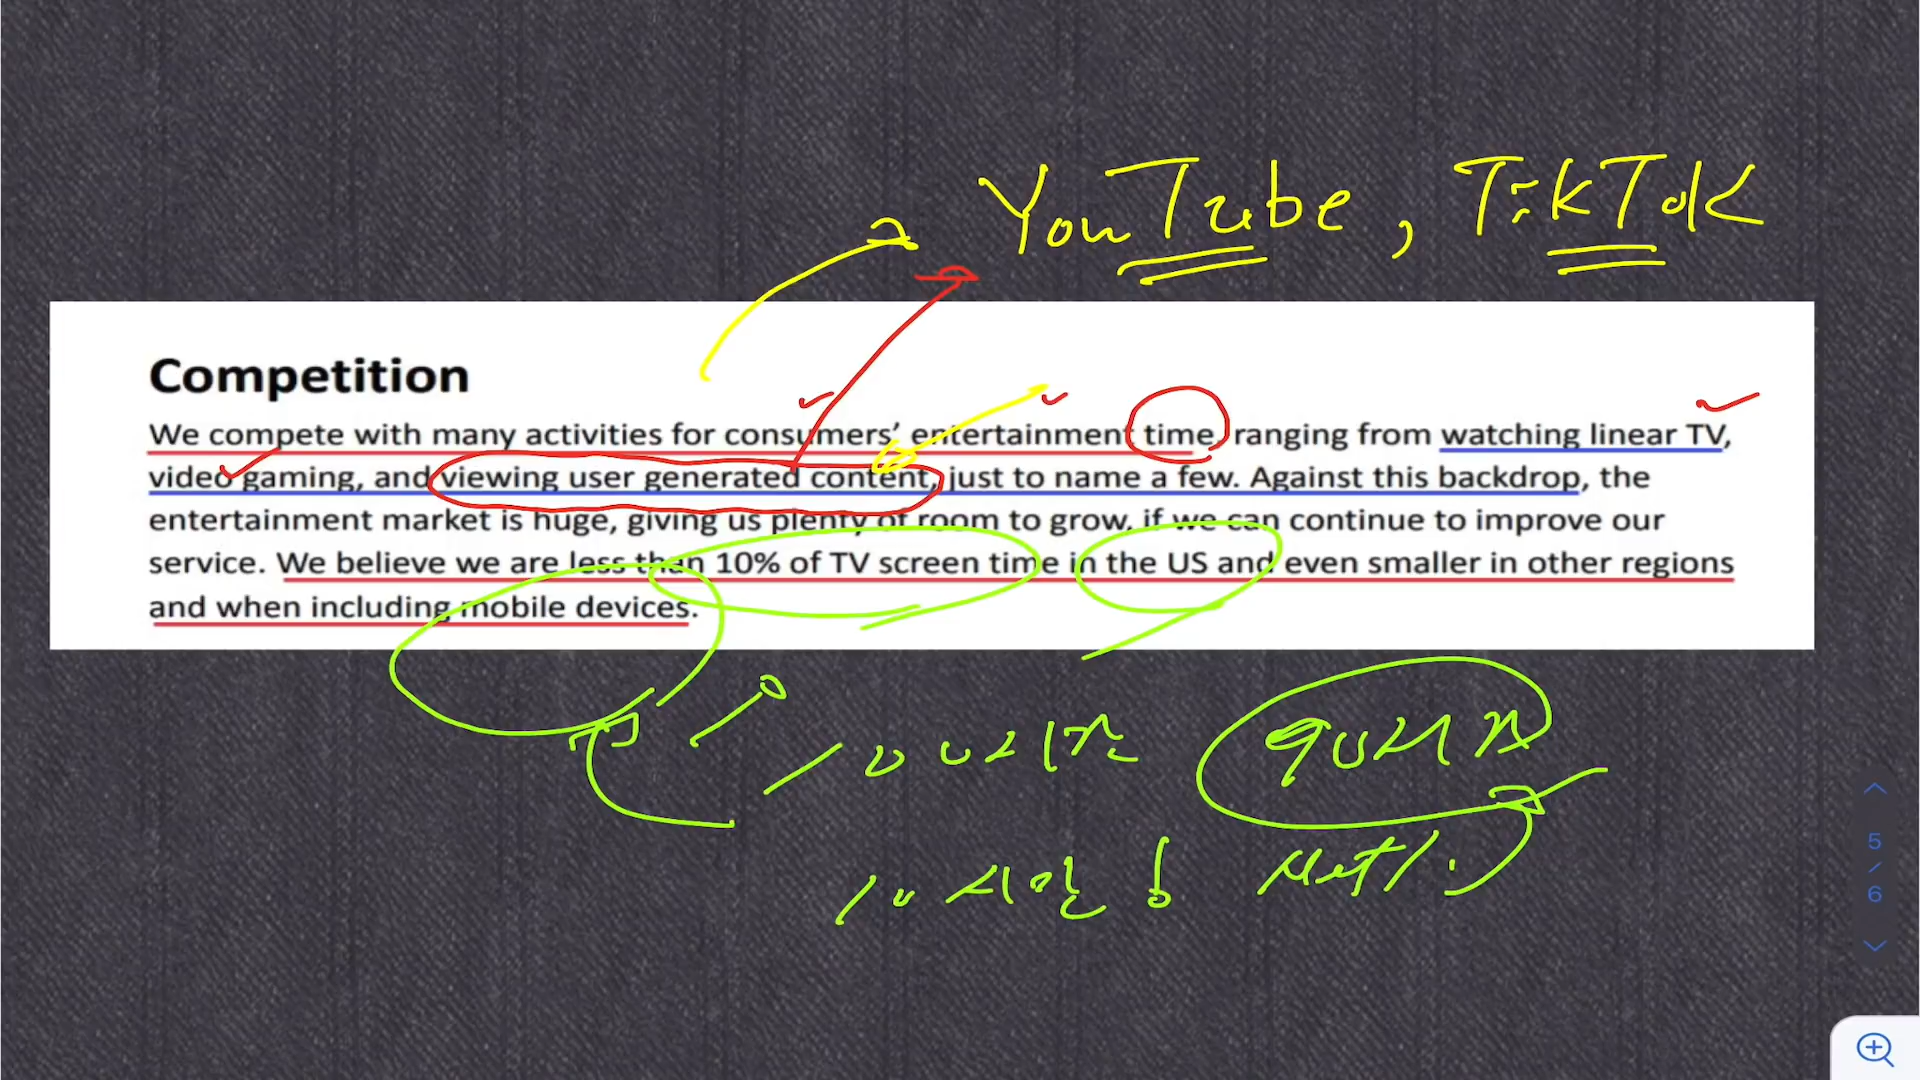 YouTube, TikTok
Competition
We compete with many activities for consumers’ entertainment time, ranging from watching linear TV,
video gaming, and viewing user generated content, just to name a few. Against this backdrop, the
entertainment market is huge, giving us plenty of room to grow, if we can continue to improve our
service. We believe we are less than 10% of TV screen time in the US and even smaller in other regions
and when including mobile devices.
5
/
6